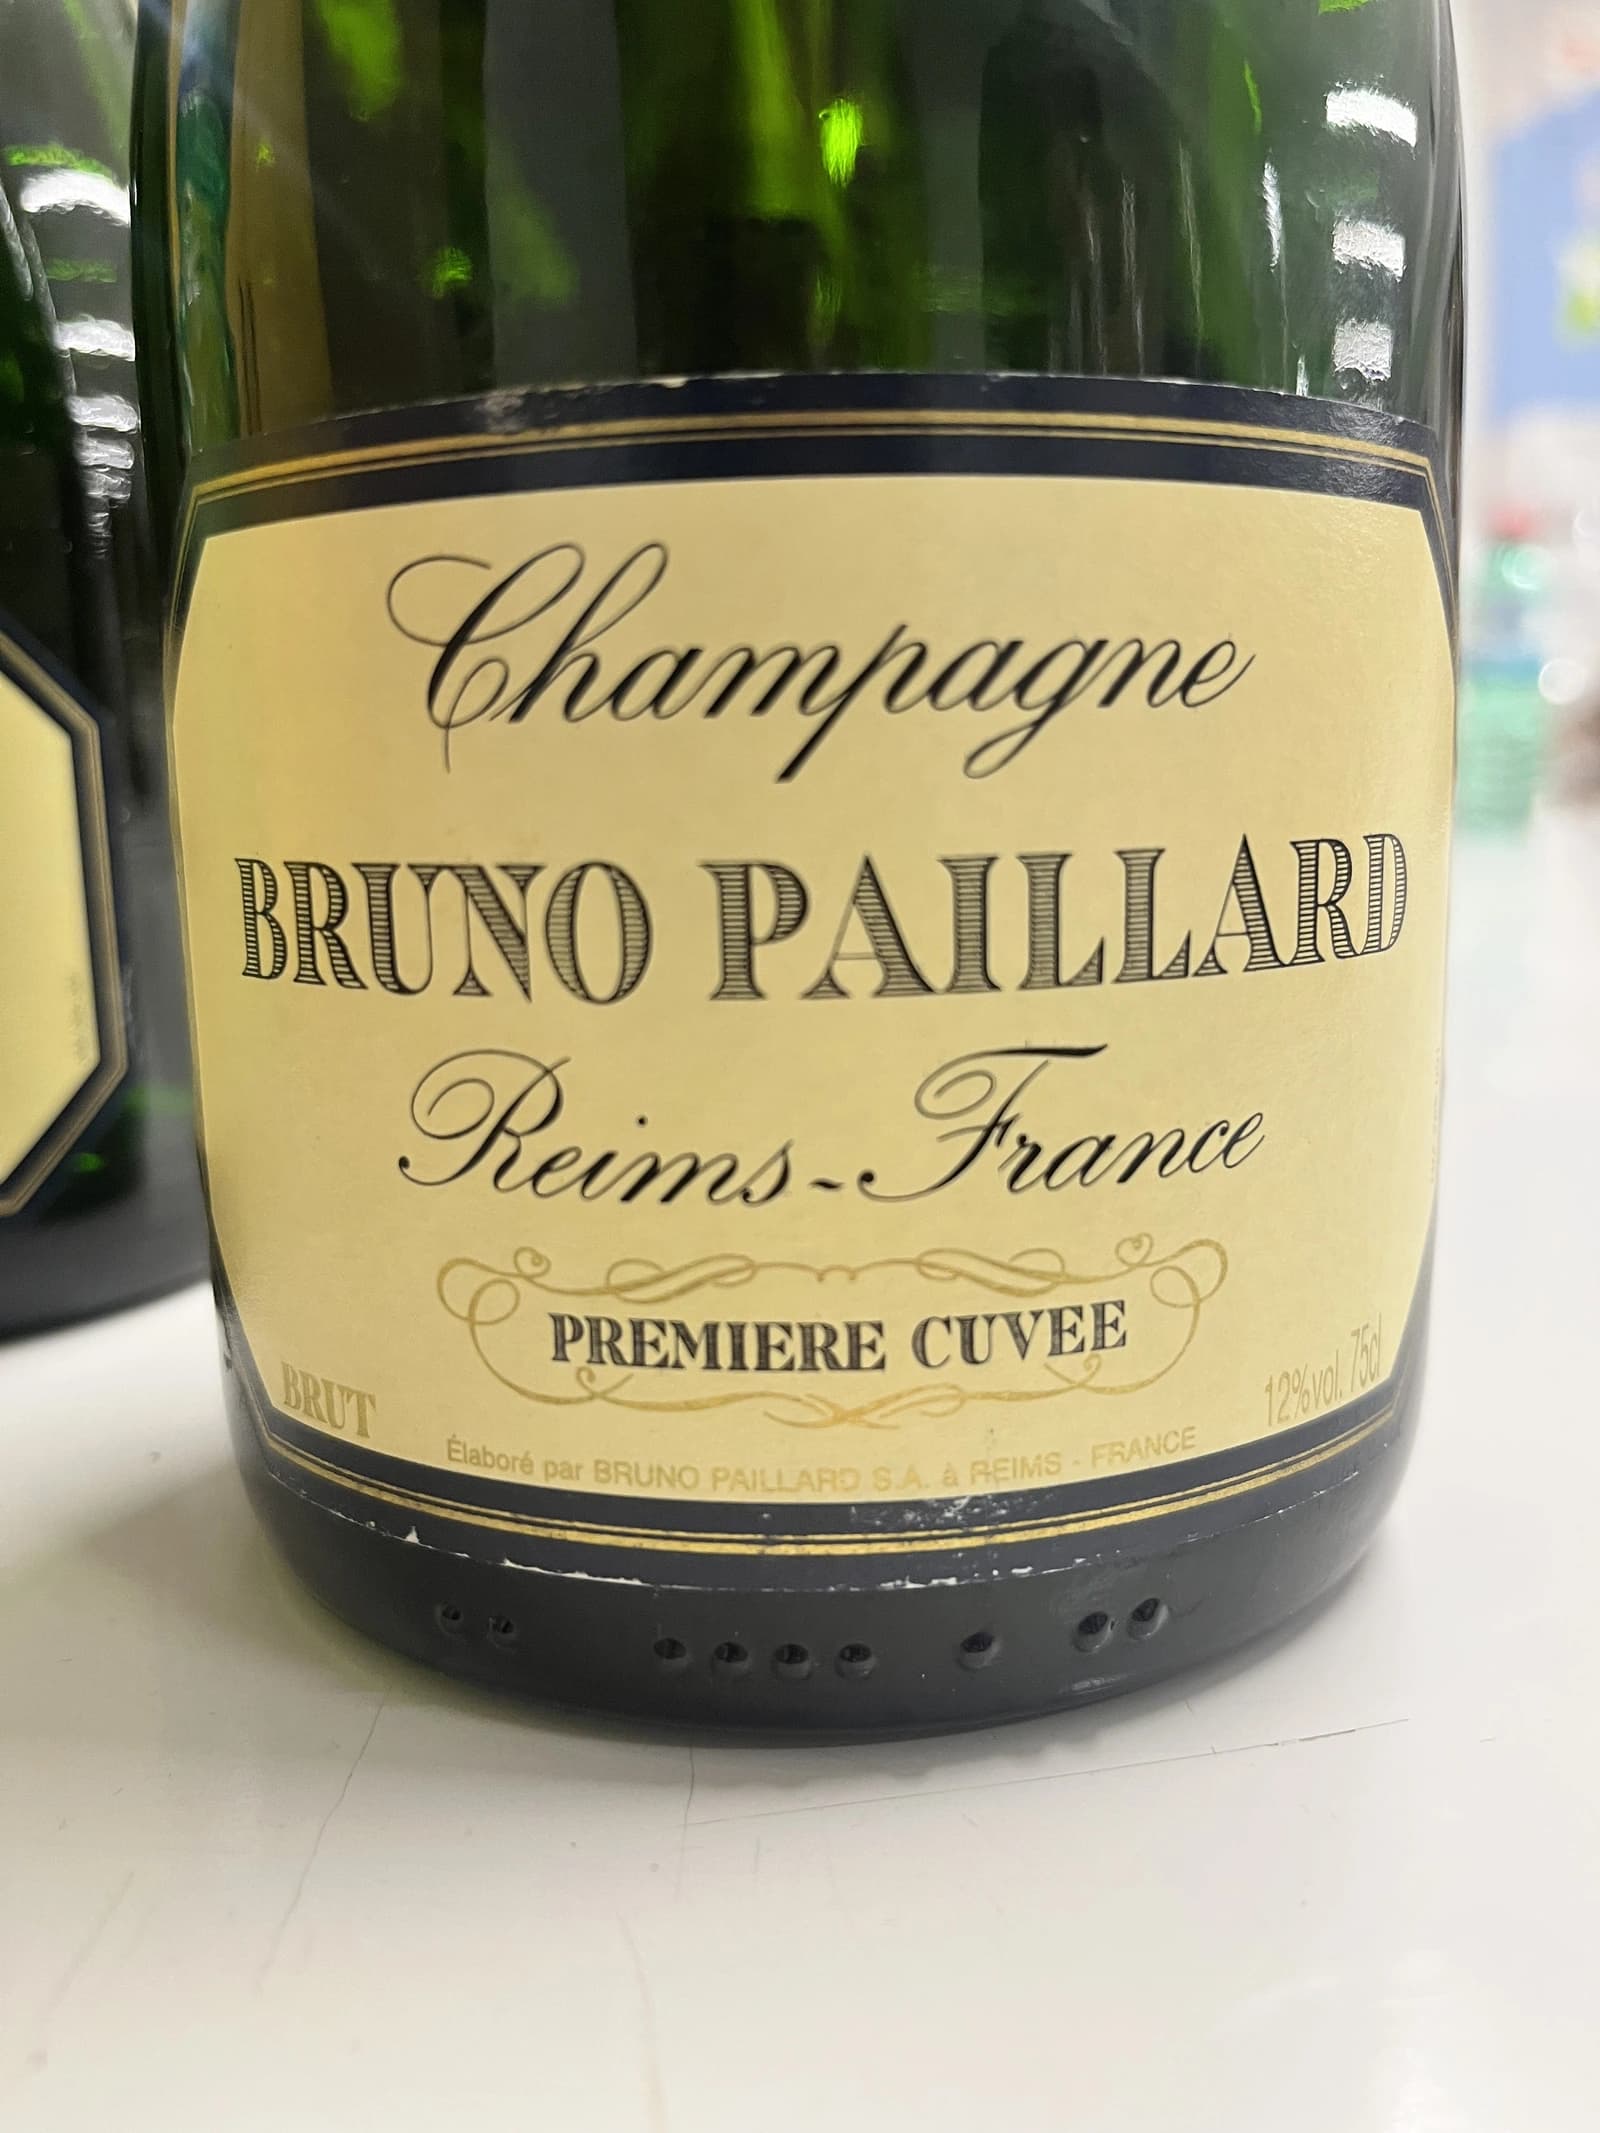 Champagne
BRUNO PAILLARD
Reims-France
PREMIERE CUVEE
BRUT
12%vol. 75cl
Élaboré par BRUNO PAILLARD S.A. à REIMS - FRANCE